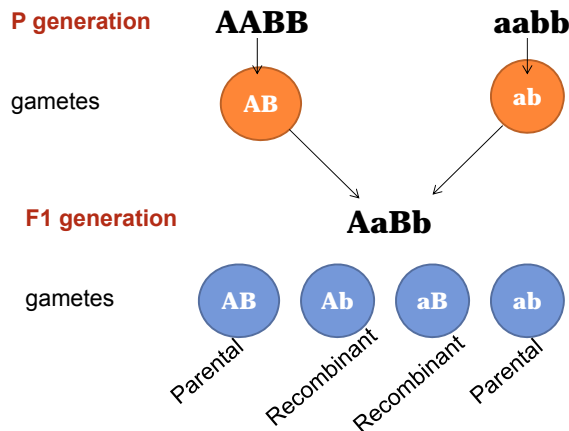 P generation AABB aabb
gametes AB ab
F1 generation AaBb
gametes AB Ab aB ab
Parental Recombinant Recombinant Parental